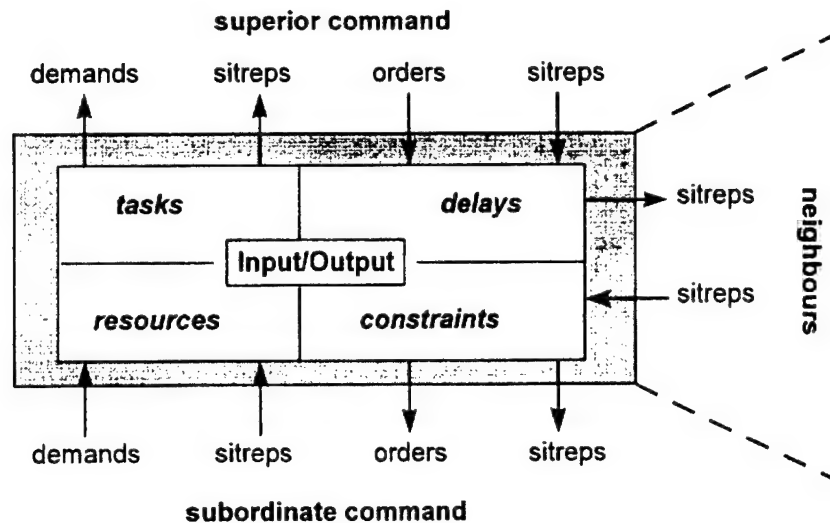 superior command
demands sitreps orders sitreps
tasks delays sitreps
Input/Output
resources constraints sitreps
neighbours
demands sitreps orders sitreps
subordinate command